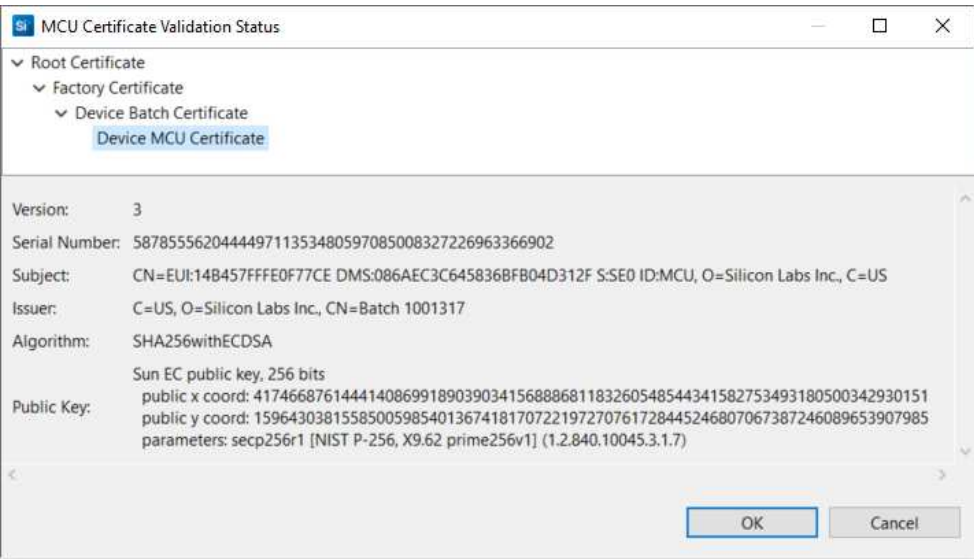 Si
MCU Certificate Validation Status
Root Certificate
Factory Certificate
Device Batch Certificate
Device MCU Certificate
Version: 3
Serial Number: 587855562044449711353480597085008327226963366902
Subject: CN=EUI:14B457FFFE0F77CE DMS:086AEC3C645836BFB04D312F S:SE0 ID:MCU, O=Silicon Labs Inc., C=US
Issuer: C=US, O=Silicon Labs Inc., CN=Batch 1001317
Algorithm: SHA256withECDSA
Public Key: Sun EC public key, 256 bits
public x coord: 41746687614441408699189039034156888681183260548544341582753493180500342930151
public y coord: 15964303815585005985401367418170722197270761728445246807067387246089653907985
parameters: secp256r1 [NIST P-256, X9.62 prime256v1] (1.2.840.10045.3.1.7)
OK Cancel